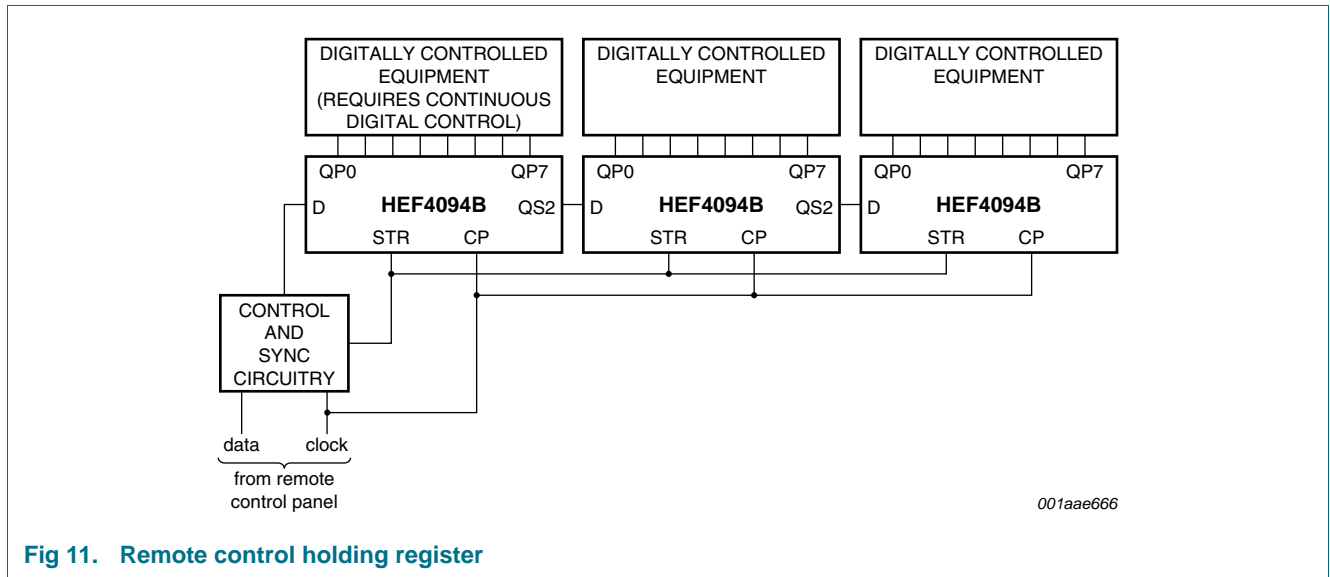 DIGITALLY CONTROLLED
EQUIPMENT
(REQUIRES CONTINUOUS
DIGITAL CONTROL)
DIGITALLY CONTROLLED
EQUIPMENT
DIGITALLY CONTROLLED
EQUIPMENT
QP0 QP7
D HEF4094B QS2
STR CP
QP0 QP7
D HEF4094B QS2
STR CP
QP0 QP7
D HEF4094B
STR CP
CONTROL
AND
SYNC
CIRCUITRY
data clock
from remote
control panel
001aae666
Fig 11. Remote control holding register